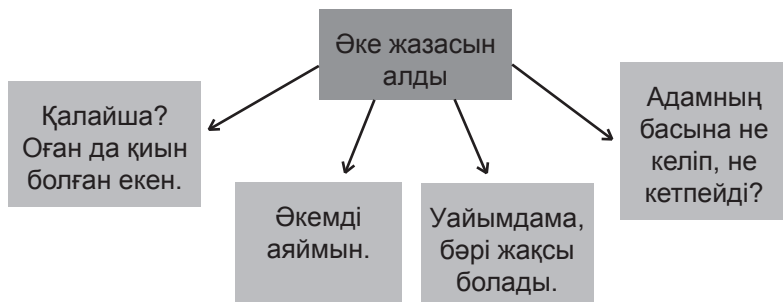 Әке жазасын
алды
Қалайша?
Оған да қиын
болған екен.
Әкемді
аяймын.
Уайымдама,
бәрі жақсы
болады.
Адамның
басына не
келіп, не
кетпейді?